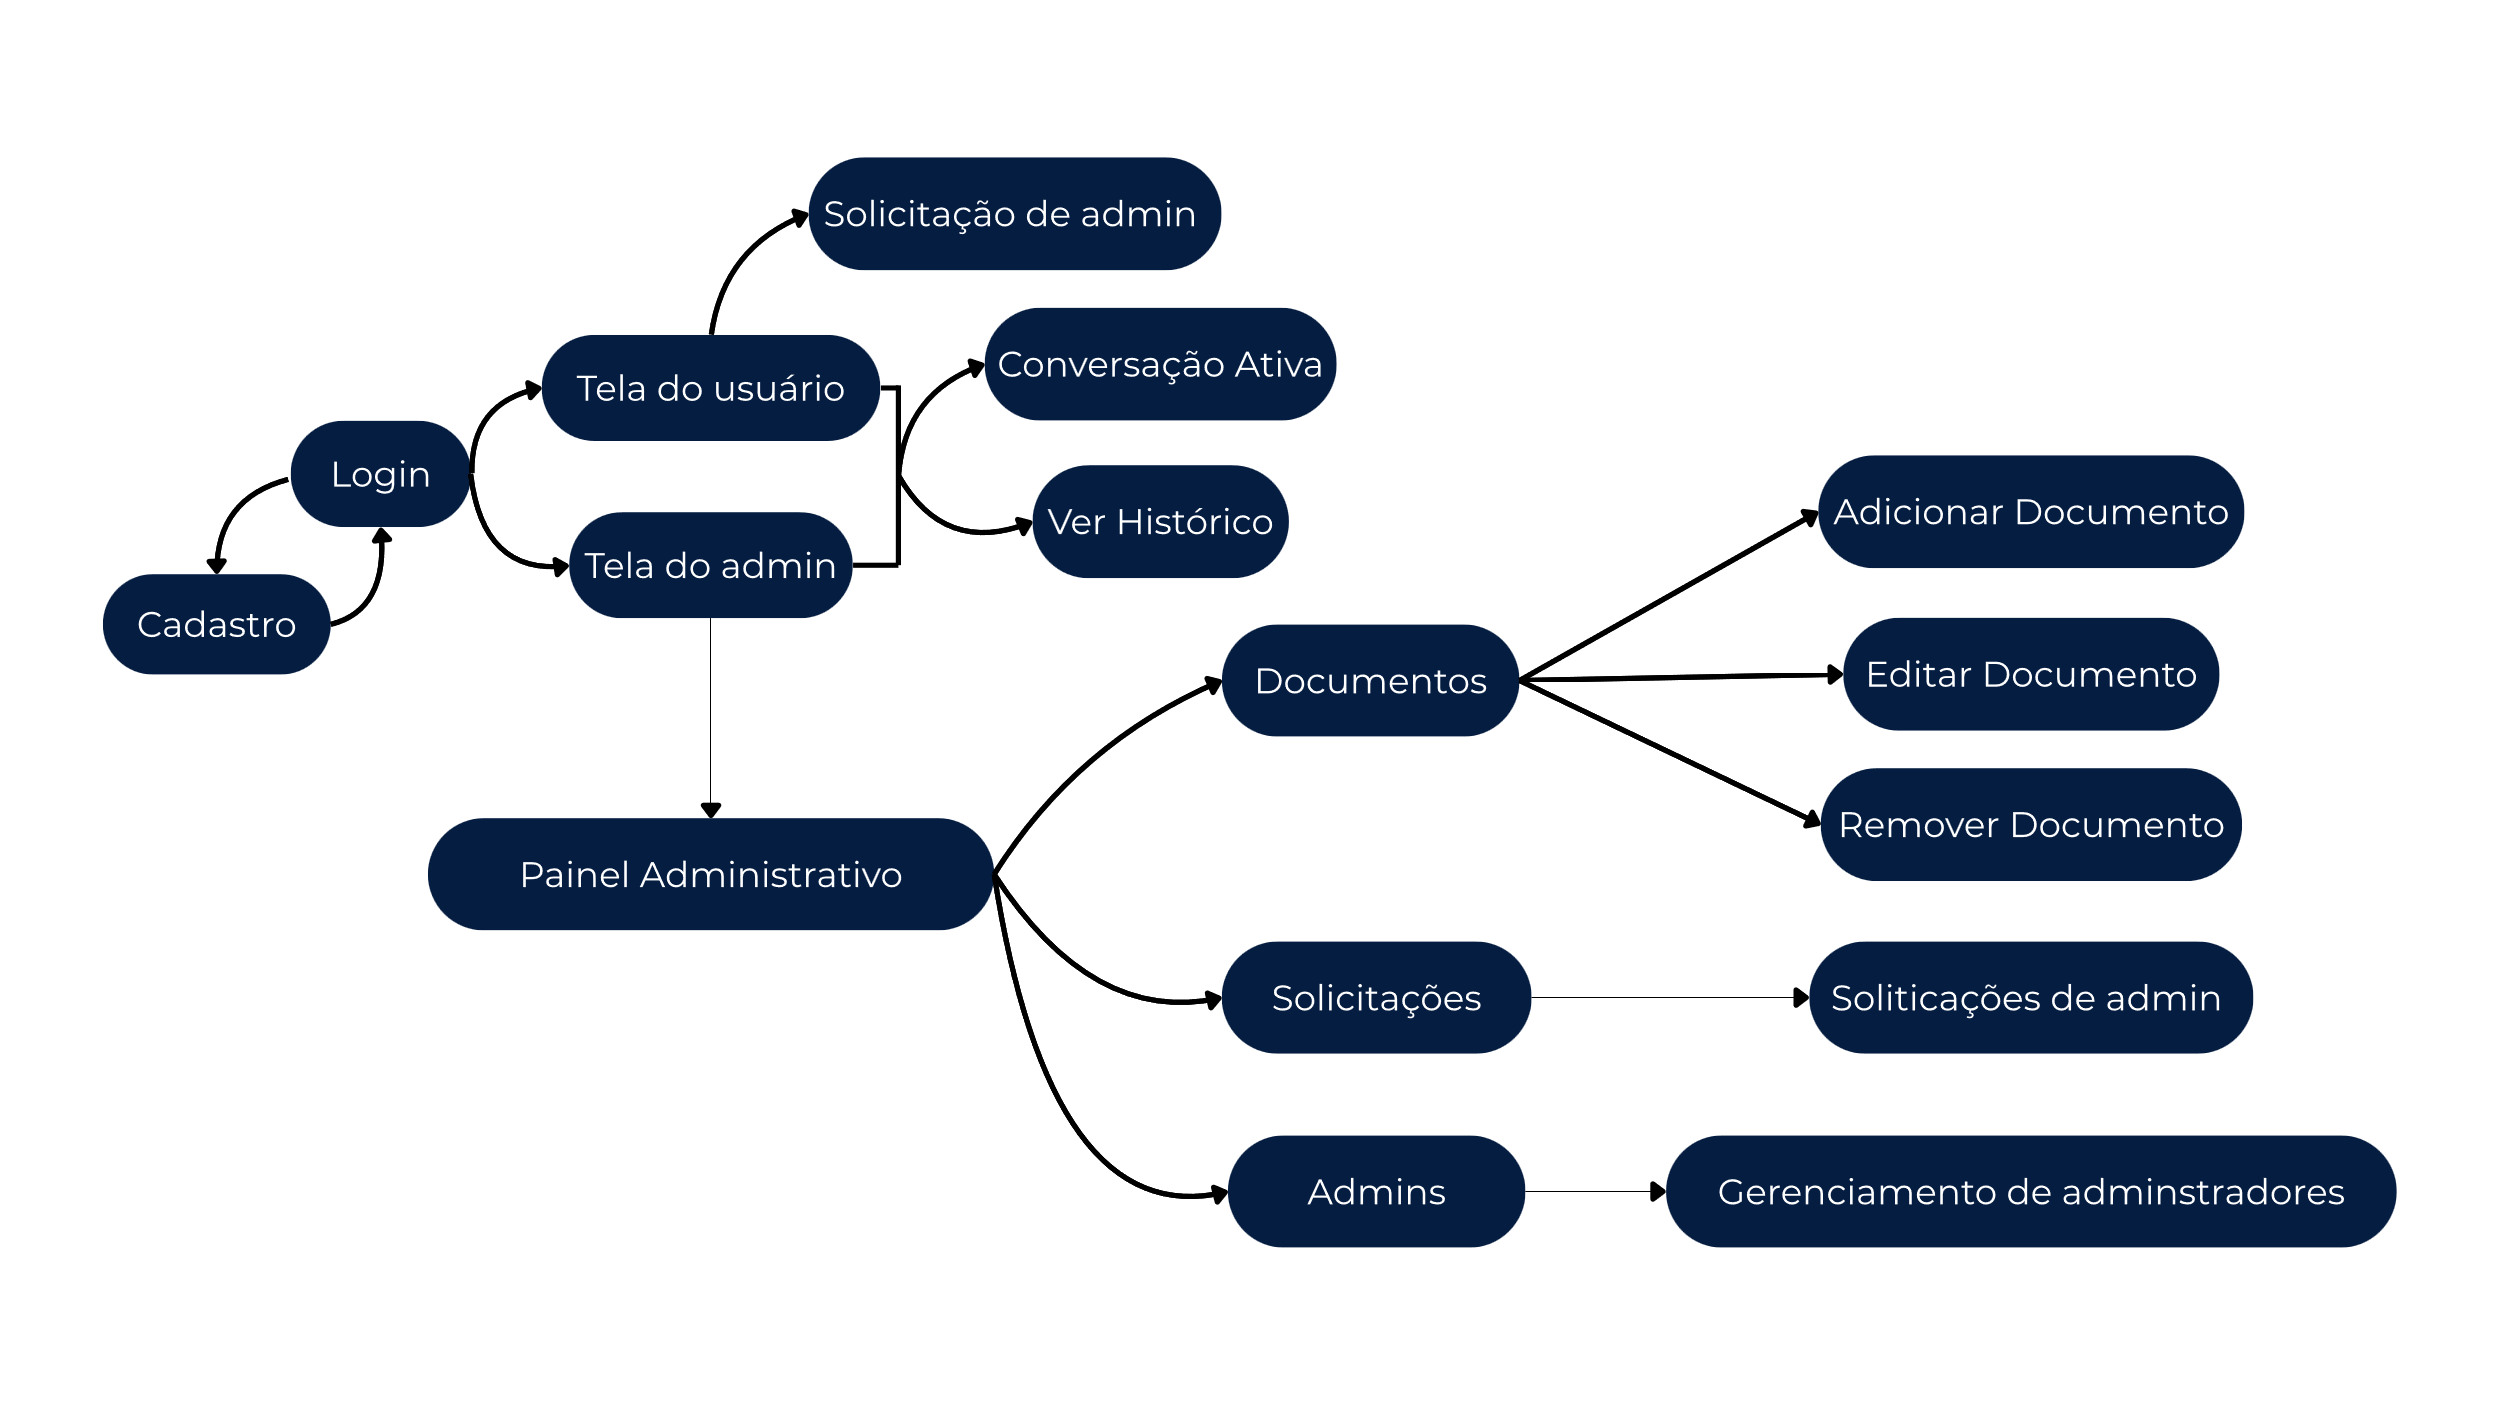 Solicitação de admin
Conversação Ativa
Tela do usuário
Login
Ver Histórico
Adicionar Documento
Tela do admin
Cadastro
Documentos
Editar Documento
Remover Documento
Painel Administrativo
Solicitações
Soliticações de admin
Admins
Gerenciamento de adminstradores